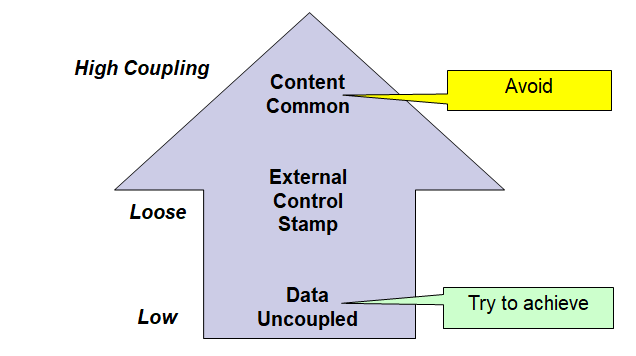 High Coupling
Content
Common
Avoid
External
Control
Stamp
Loose
Data
Uncoupled
Try to achieve
Low